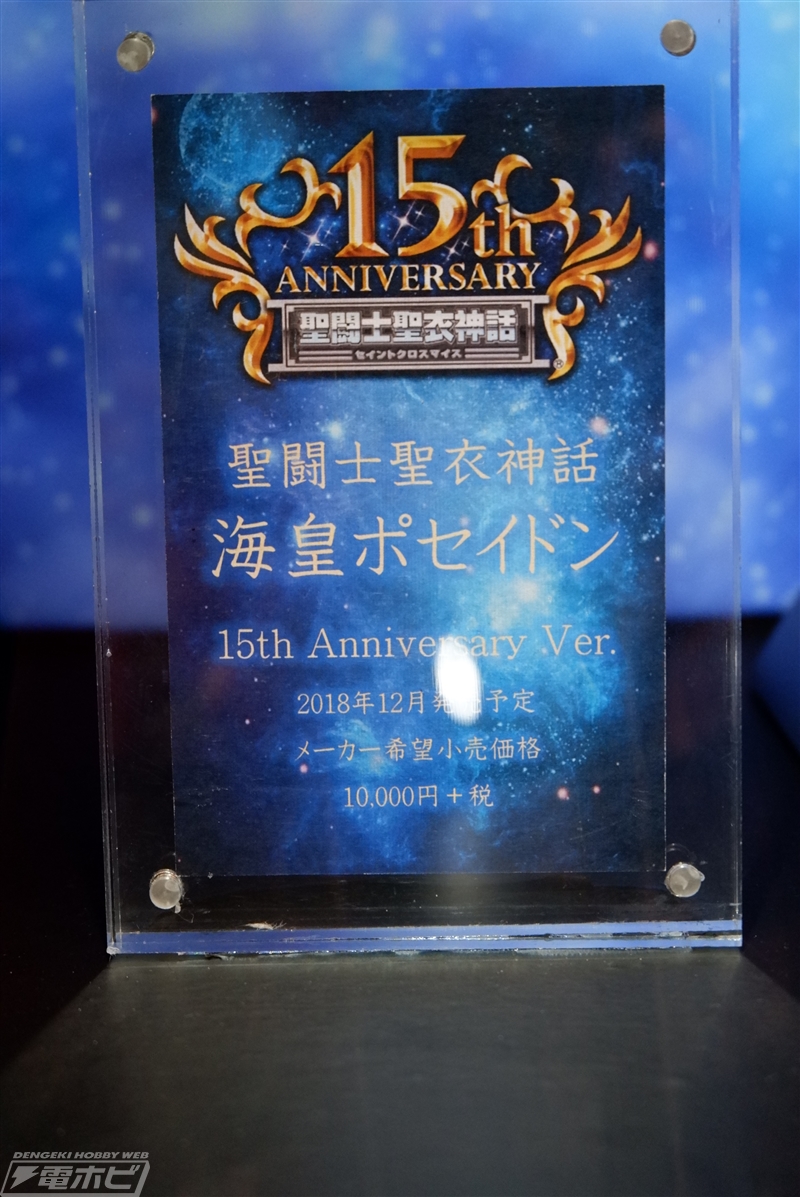 15th
ANNIVERSARY
聖闘士聖衣神話
セイントクロスマイス
®
聖闘士聖衣神話
海皇ポセイドン
15th Anniversary Ver.
2018年12月発売予定
メーカー希望小売価格
10,000円+税
DENGEKI HOBBY WEB
電ホビ